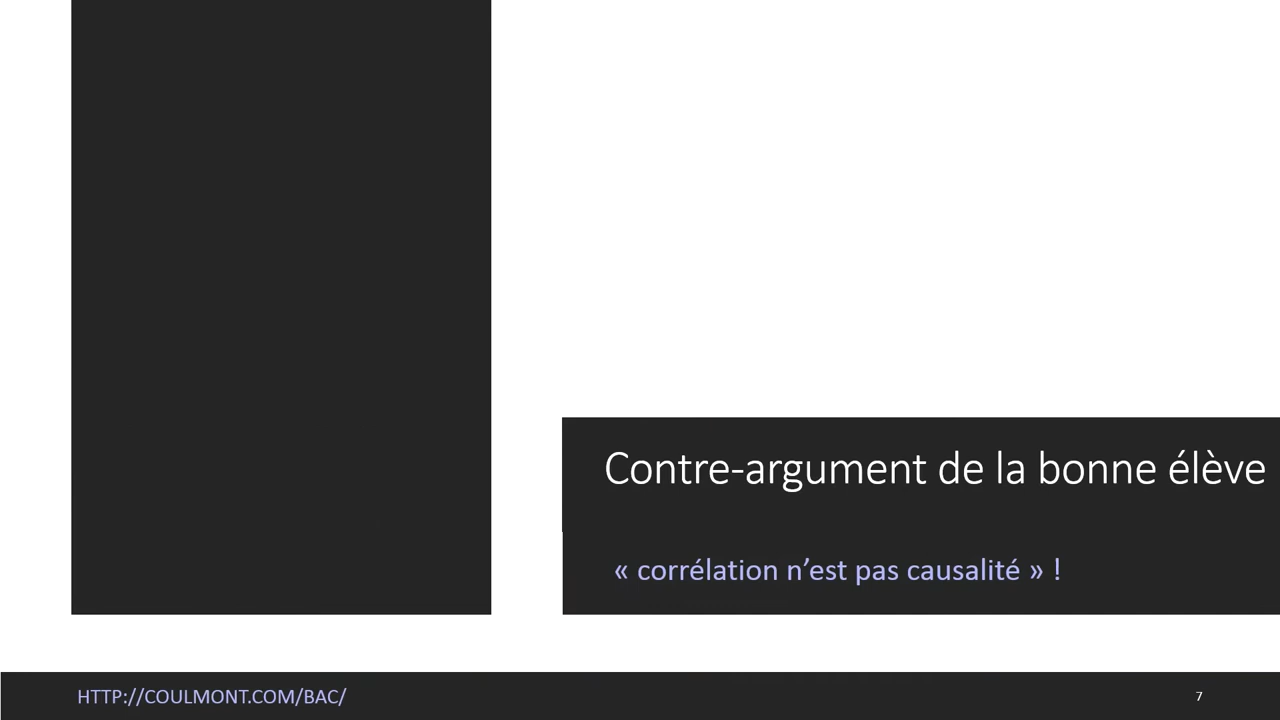 Contre-argument de la bonne élève
« corrélation n’est pas causalité » !
HTTP://COULMONT.COM/BAC/
7